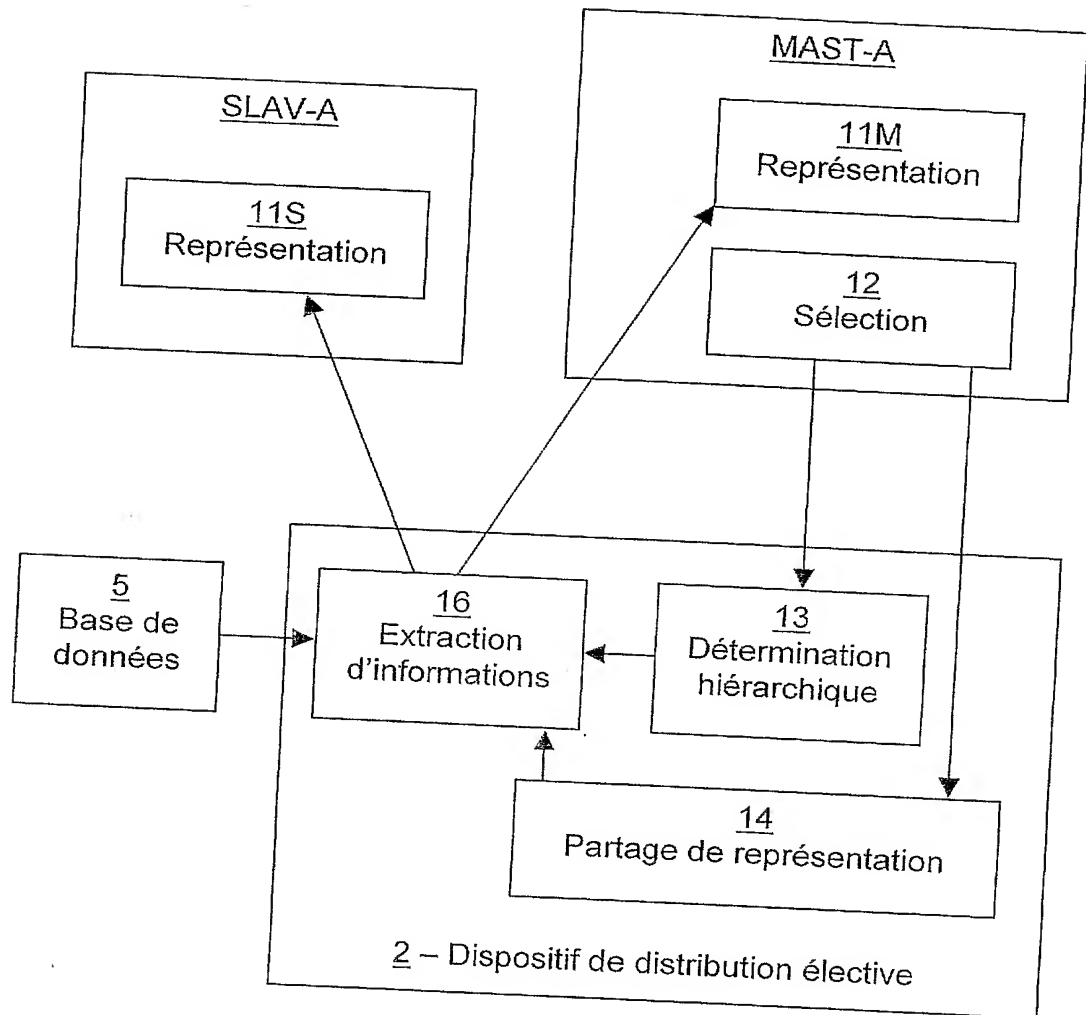 MAST-A
SLAV-A
11M
Représentation
11S
Représentation
12
Sélection
5
Base de
données
16
Extraction
d'informations
13
Détermination
hiérarchique
14
Partage de représentation
2 – Dispositif de distribution élective